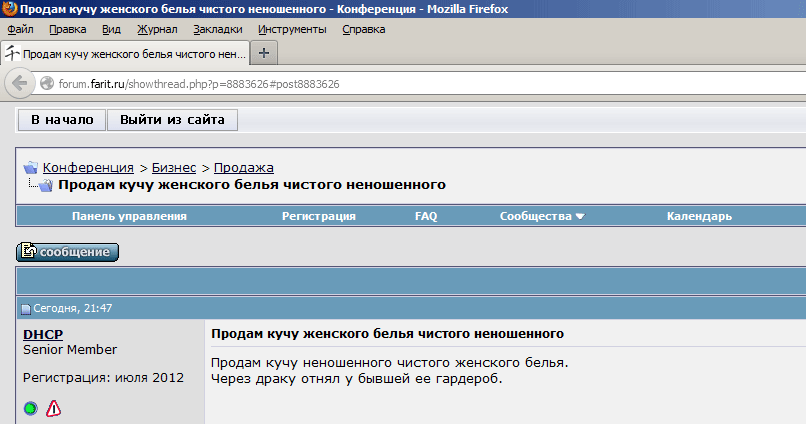 Продам кучу женского белья чистого неношенного - Конференция - Mozilla Firefox
Файл Правка Вид Журнал Закладки Инструменты Справка
千 Продам кучу женского белья чистого нен... +
forum.farit.ru/showthread.php?p=8883626#post8883626
В начало Выйти из сайта
Конференция > Бизнес > Продажа
Продам кучу женского белья чистого неношенного
Панель управления Регистрация FAQ Сообщества Календарь
сообщение
Сегодня, 21:47
DHCP
Senior Member
Регистрация: июля 2012
Продам кучу женского белья чистого неношенного
Продам кучу неношенного чистого женского белья.
Через драку отнял у бывшей ее гардероб.